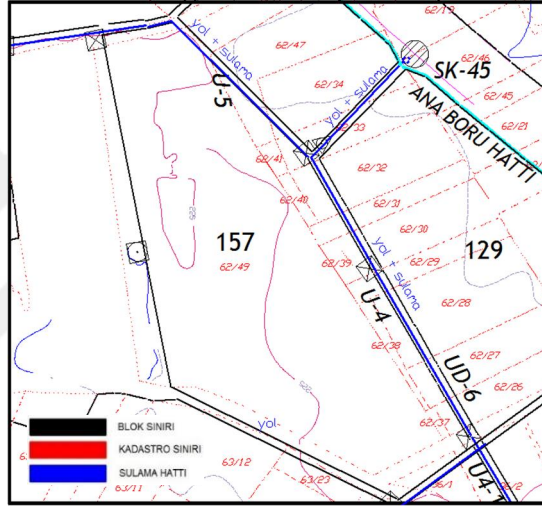 62/19
62/47
yol + sulama
62/46
SK-45
62/34
62/45
U-5
yol + sulama
ANA BORU HATTI
62/21
62/33
62/41
62/32
62/40
62/31
62/30
157
129
62/49
62/39
62/29
yol + sulama
U-4
62/28
62/38
UD-6
62/27
62/26
62/37
yol
BLOK SINIRI
KADASTRO SINIRI
SULAMA HATTI
63/12
63/11
63/23
U4-1